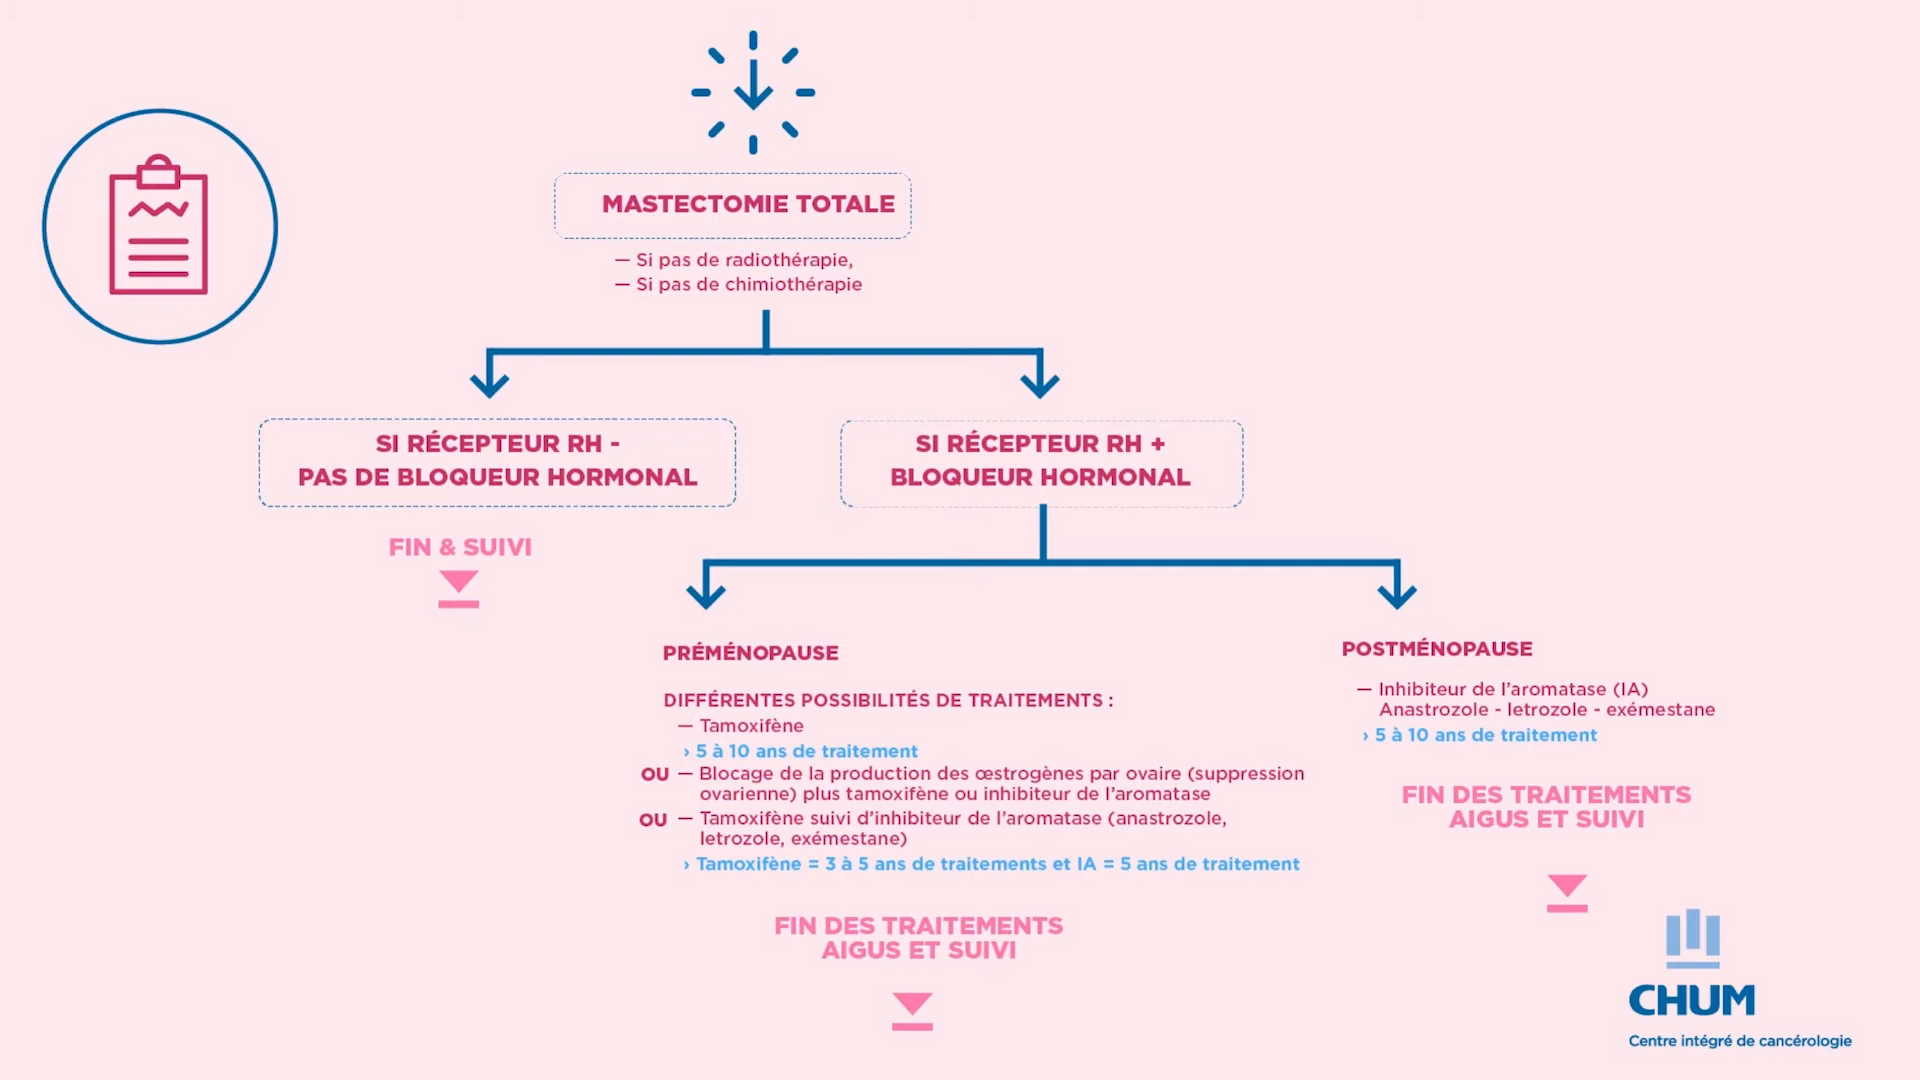 MASTECTOMIE TOTALE
— Si pas de radiothérapie,
— Si pas de chimiothérapie
SI RÉCEPTEUR RH -
PAS DE BLOQUEUR HORMONAL
FIN & SUIVI
SI RÉCEPTEUR RH +
BLOQUEUR HORMONAL
PRÉMÉNOPAUSE
DIFFÉRENTES POSSIBILITÉS DE TRAITEMENTS :
— Tamoxifène
› 5 à 10 ans de traitement
OU — Blocage de la production des œstrogènes par ovaire (suppression
ovarienne) plus tamoxifène ou inhibiteur de l'aromatase
OU — Tamoxifène suivi d'inhibiteur de l'aromatase (anastrozole,
letrozole, exémestane)
› Tamoxifène = 3 à 5 ans de traitements et IA = 5 ans de traitement
FIN DES TRAITEMENTS
AIGUS ET SUIVI
POSTMÉNOPAUSE
— Inhibiteur de l'aromatase (IA)
Anastrozole - letrozole - exémestane
› 5 à 10 ans de traitement
FIN DES TRAITEMENTS
AIGUS ET SUIVI
CHUM
Centre intégré de cancérologie